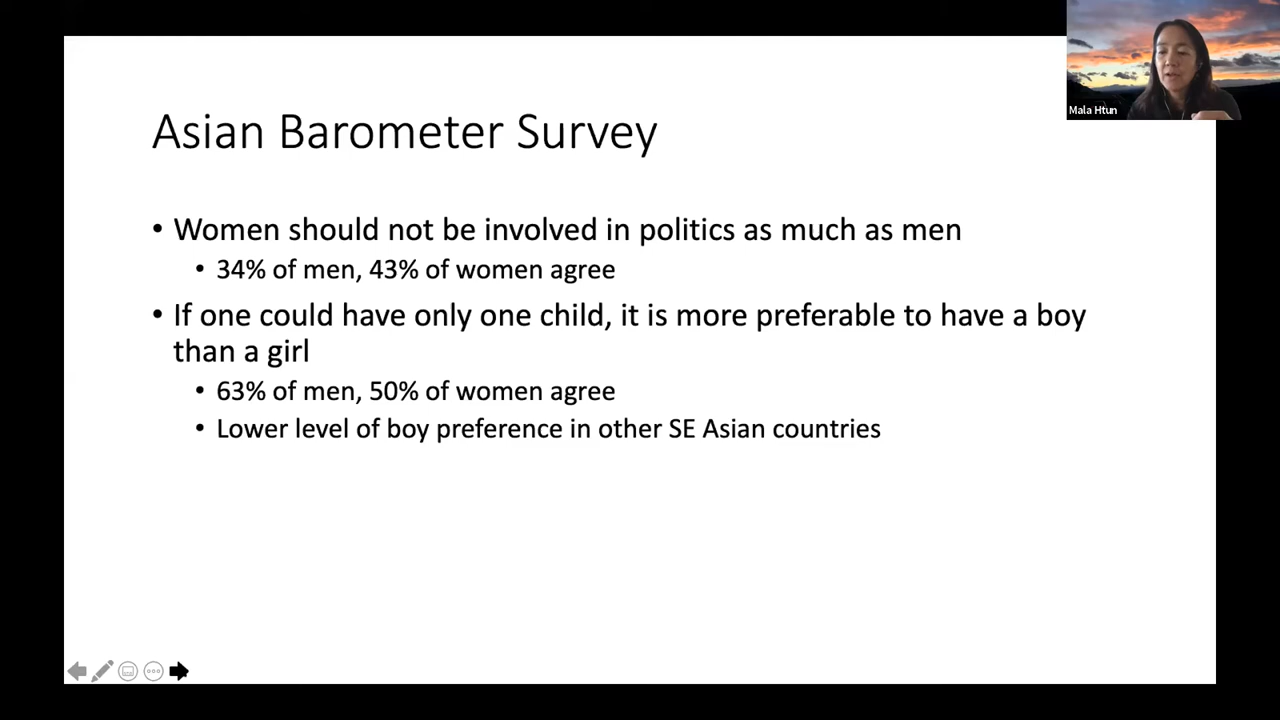 Mala Htun
Asian Barometer Survey
• Women should not be involved in politics as much as men
• 34% of men, 43% of women agree
• If one could have only one child, it is more preferable to have a boy
than a girl
• 63% of men, 50% of women agree
• Lower level of boy preference in other SE Asian countries